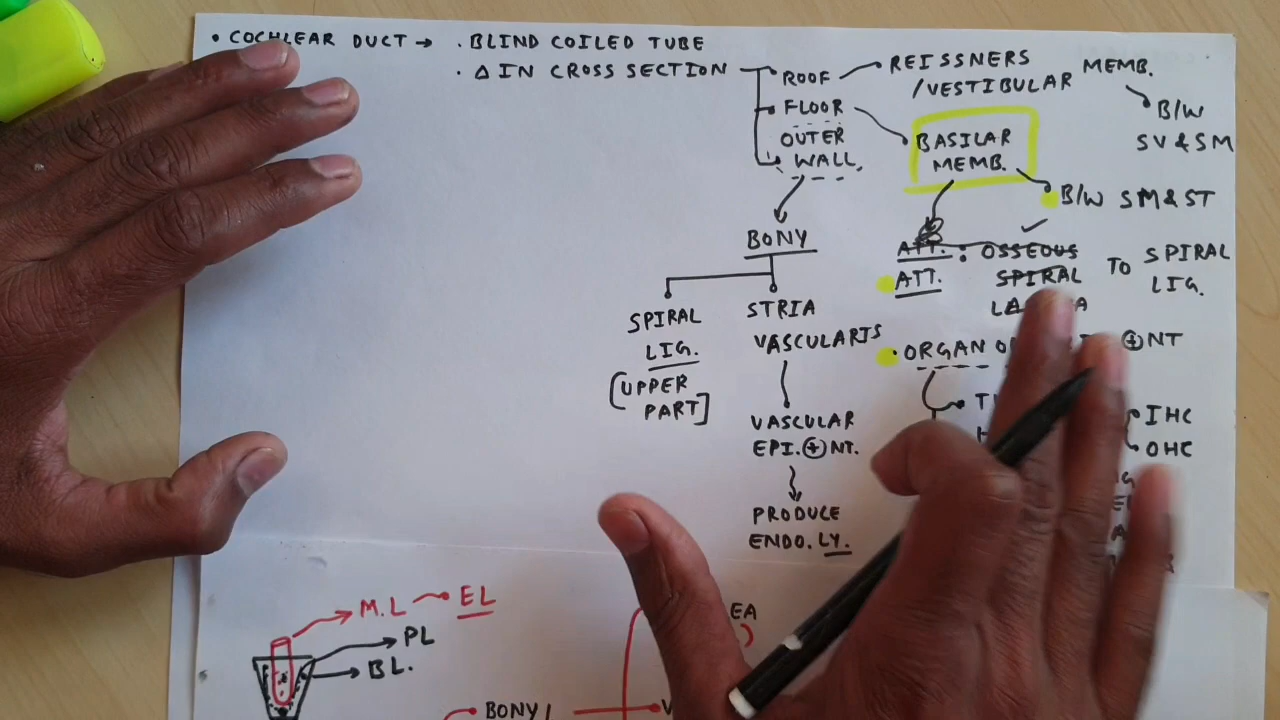 • COCHLEAR DUCT → . BLIND COILED TUBE
. Δ IN CROSS SECTION
ROOF
REISSNERS MEMB.
/VESTIBULAR
B/W
SV & SM
FLOOR
BASILAR
MEMB.
B/W SM & ST
OUTER
WALL
BONY
SPIRAL
LIG.
[UPPER
PART]
STRIA
VASCULARIS
VASCULAR
EPI. ⊕NT.
PRODUCE
ENDO. LY.
ATT. : OSSEOUS
ATT. SPIRAL
TO SPIRAL
LIG.
• ORGAN ⊕NT
IHC
OHC
M.L EL
PL
BL.
BONY